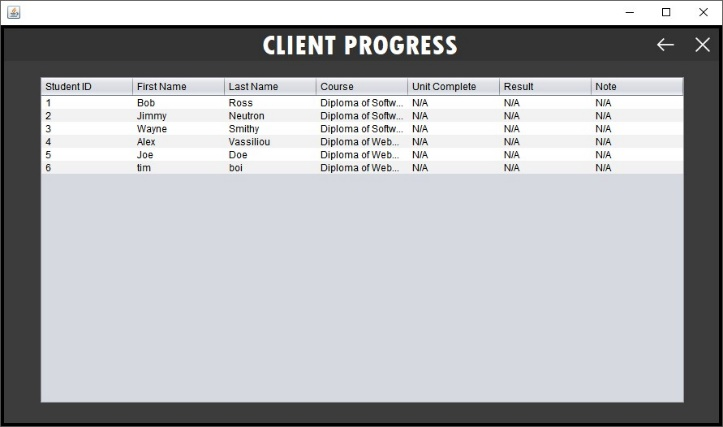 CLIENT PROGRESS
Student ID First Name Last Name Course Unit Complete Result Note
1 Bob Ross Diploma of Softw... N/A N/A N/A
2 Jimmy Neutron Diploma of Softw... N/A N/A N/A
3 Wayne Smithy Diploma of Softw... N/A N/A N/A
4 Alex Vassiliou Diploma of Web... N/A N/A N/A
5 Joe Doe Diploma of Web... N/A N/A N/A
6 tim boi Diploma of Web... N/A N/A N/A